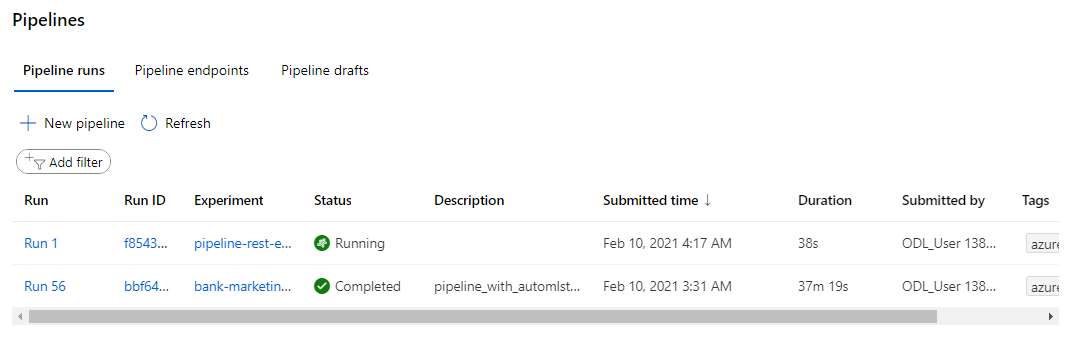 Pipelines
Pipeline runs Pipeline endpoints Pipeline drafts
New pipeline Refresh
Add filter
Run Run ID Experiment Status Description Submitted time ↓ Duration Submitted by Tags
Run 1 f8543... pipeline-rest-e... Running Feb 10, 2021 4:17 AM 38s ODL_User 138... azure
Run 56 bbf64... bank-marketin... Completed pipeline_with_automlst... Feb 10, 2021 3:31 AM 37m 19s ODL_User 138... azure